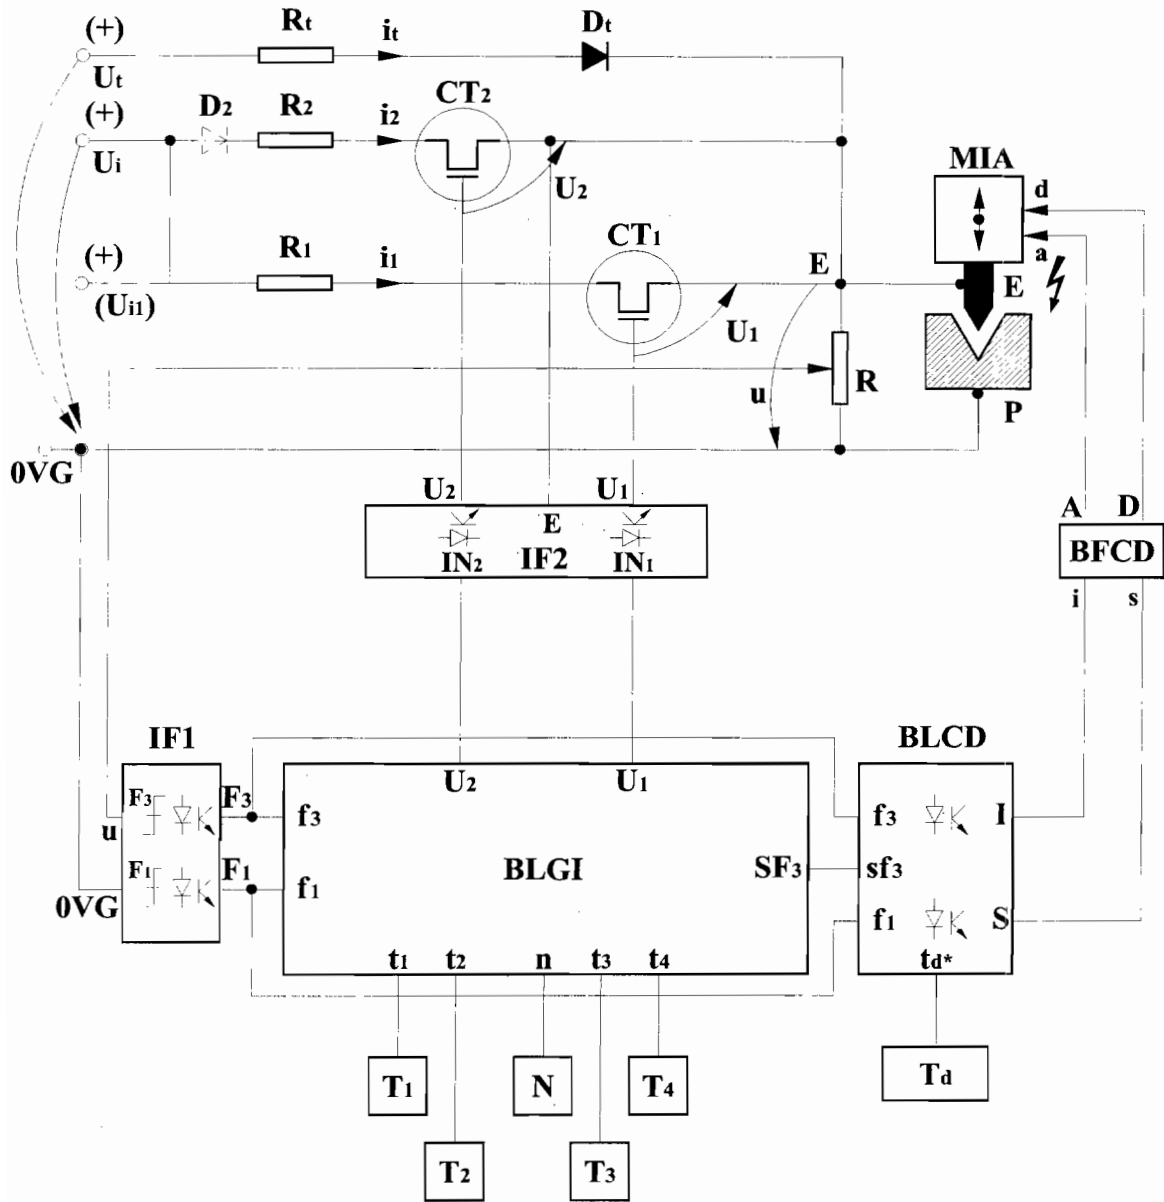 (+) Rt it Dt
Ut
(+) D2 R2 i2 CT2
Ui U2
MIA
d
a
(+) R1 i1 CT1 E
(Ui1) U1 E
u R P
0VG
U2 U1
E
IN2 IF2 IN1
A D
BFCD
i s
IF1 BLCD
U2 U1
F3 F3 f3 f3 I
u
BLGI SF3 sf3
F1 F1 f1 f1 S
0VG
t1 t2 n t3 t4 td*
T1 N T4 Td
T2 T3